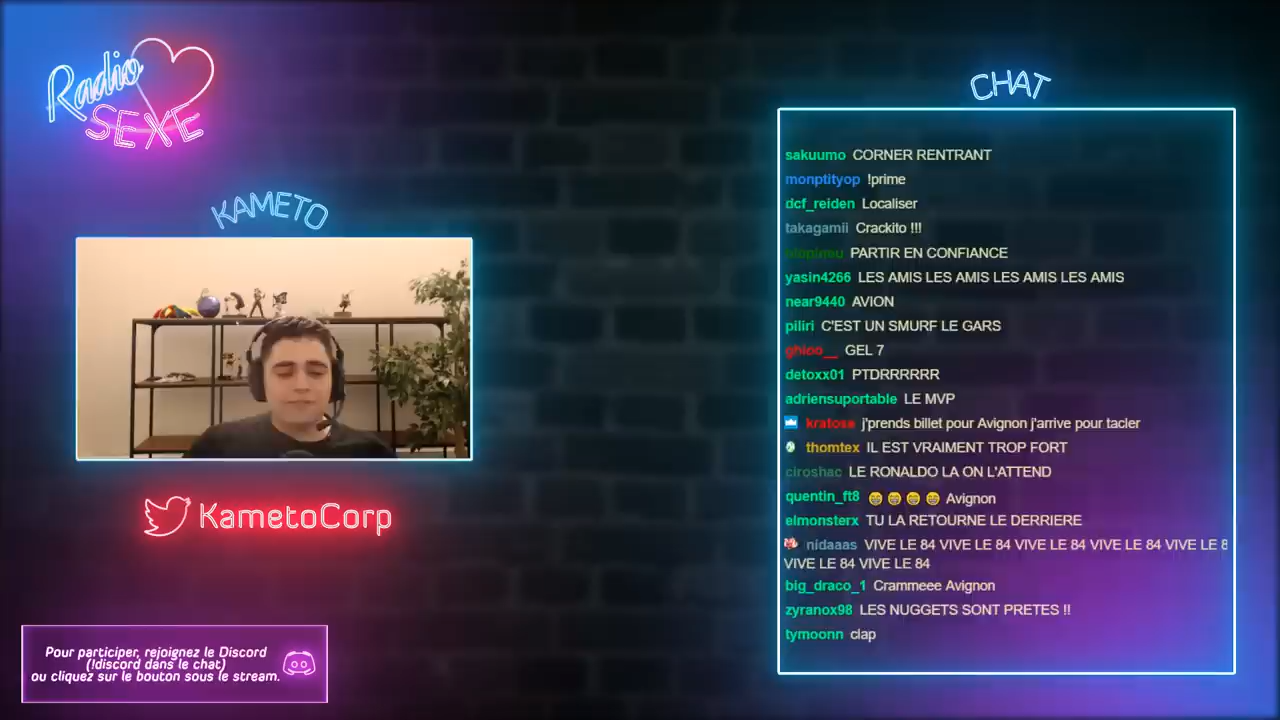 Radio
SEXE
KAMETO
KametoCorp
Pour participer, rejoignez le Discord
(!discord dans le chat)
ou cliquez sur le bouton sous le stream.
CHAT
sakuumo CORNER RENTRANT
monptityop !prime
dcf_reiden Localiser
takagamii Crackito !!!
PARTIR EN CONFIANCE
yasin4266 LES AMIS LES AMIS LES AMIS LES AMIS
near9440 AVION
piliri C'EST UN SMURF LE GARS
ghioo__ GEL 7
detoxx01 PTDRRRRRR
adriensuportable LE MVP
kratosa j'prends billet pour Avignon j'arrive pour tacler
thomtex IL EST VRAIMENT TROP FORT
ciroshac LE RONALDO LA ON L'ATTEND
quentin_ft8 😁 😁 😁 😁 Avignon
elmonsterx TU LA RETOURNE LE DERRIERE
nidaaas VIVE LE 84 VIVE LE 84 VIVE LE 84 VIVE LE 84 VIVE LE 8
VIVE LE 84 VIVE LE 84
big_draco_1 Crammeee Avignon
zyranox98 LES NUGGETS SONT PRETES !!
tymoonn clap